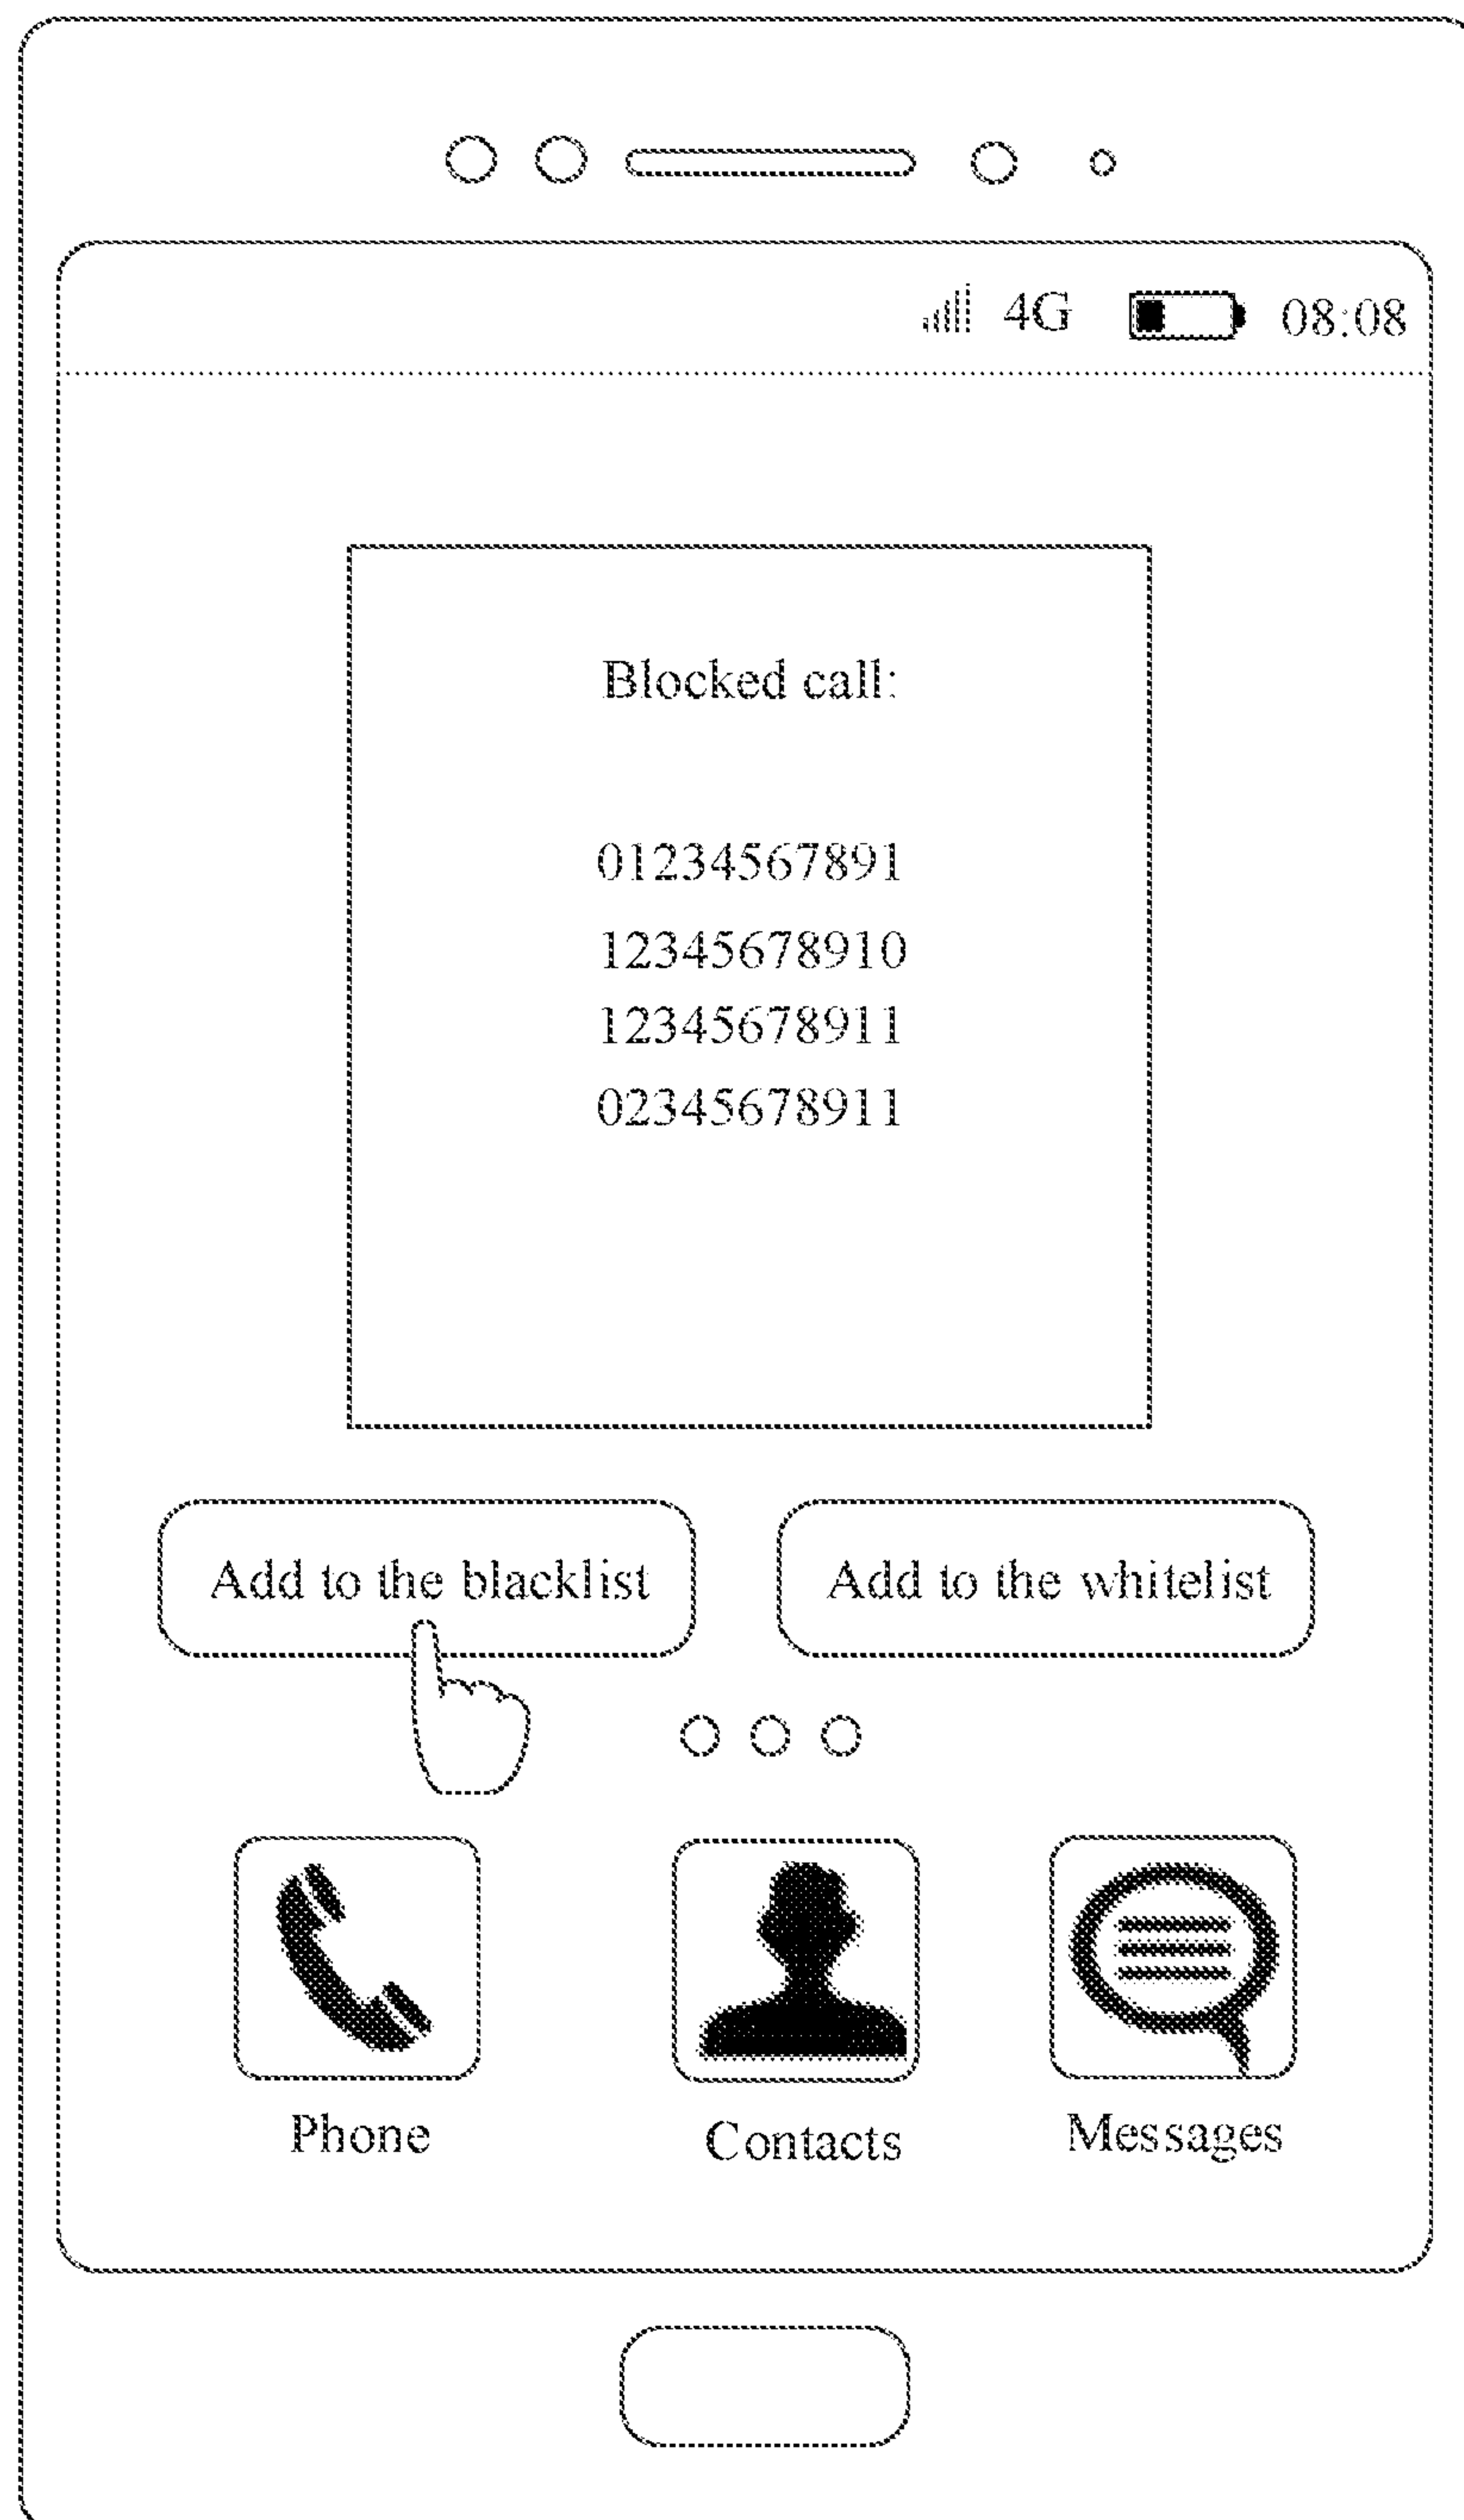 4G 08:08
Blocked call:
01234567891
12345678910
12345678911
02345678911
Add to the blacklist Add to the whitelist
Phone Contacts Messages